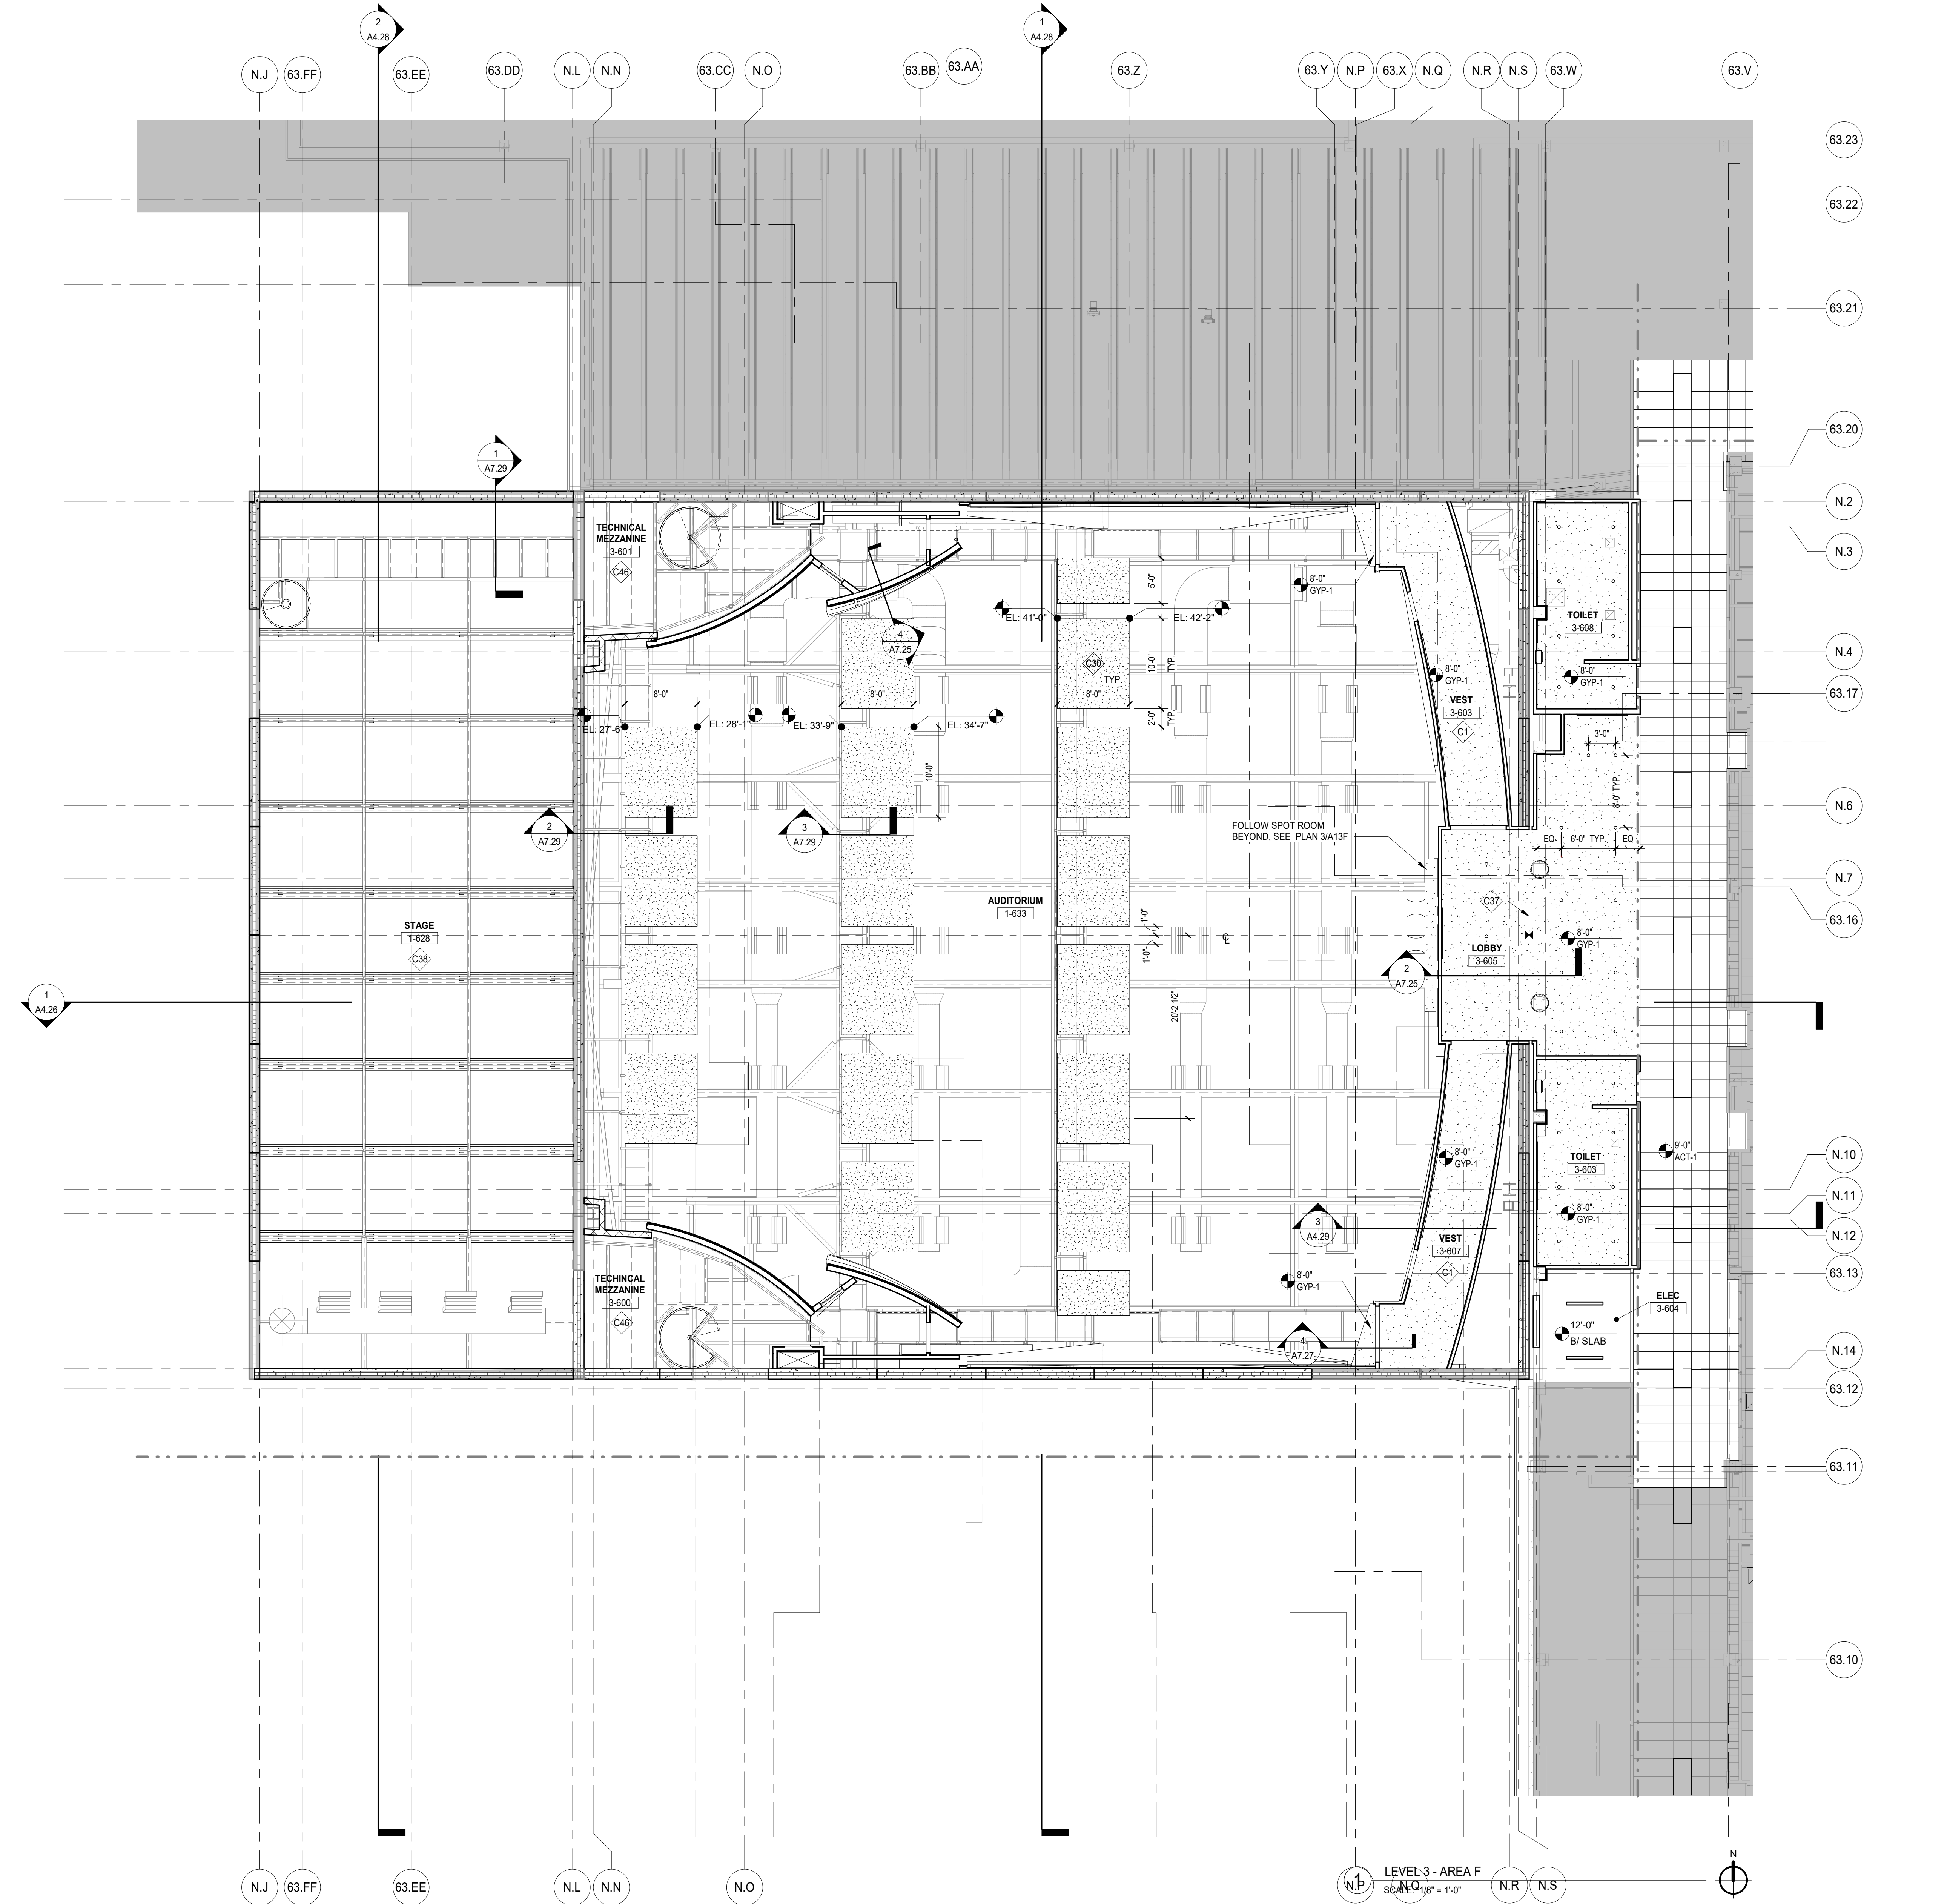 2
A4.28
1
A4.28
N.J
63.FF
63.EE
63.DD
N.L
N.N
63.CC
N.O
63.BB
63.AA
63.Z
63.Y
N.P
63.X
N.Q
N.R
N.S
63.W
63.V
63.23
63.22
63.21
63.20
1
A7.29
N.2
N.3
TECHNICAL
MEZZANINE
3-601
C46
5'-0"
8'-0"
GYP-1
TOILET
3-608
8'-0"
GYP-1
EL: 41'-0"
EL: 42'-2"
4
A7.25
C30
TYP.
10'-0"
TYP.
8'-0"
8'-0"
8'-0"
2'-0"
TYP.
8'-0"
GYP-1
VEST
3-603
C1
N.4
63.17
EL: 27'-6"
EL: 28'-1"
EL: 33'-9"
EL: 34'-7"
10'-0"
3'-0"
8'-0" TYP.
N.6
2
A7.29
3
A7.29
FOLLOW SPOT ROOM
BEYOND, SEE PLAN 3/A13F
EQ.
6'-0" TYP.
EQ
N.7
63.16
STAGE
1-628
C38
AUDITORIUM
1-633
1'-0"
1'-0"
C37
LOBBY
3-605
8'-0"
GYP-1
2
A7.25
1
A4.26
20'-2 1/2"
8'-0"
GYP-1
TOILET
3-603
8'-0"
GYP-1
9'-0"
ACT-1
N.10
N.11
N.12
63.13
3
A4.29
VEST
3-607
C1
8'-0"
GYP-1
TECHINCAL
MEZZANINE
3-600
C46
4
A7.27
ELEC
3-604
12'-0"
B/ SLAB
N.14
63.12
63.11
63.10
N
1
LEVEL 3 - AREA F
SCALE: 1/8" = 1'-0"
N.J
63.FF
63.EE
N.L
N.N
N.O
N.P
N.Q
N.R
N.S